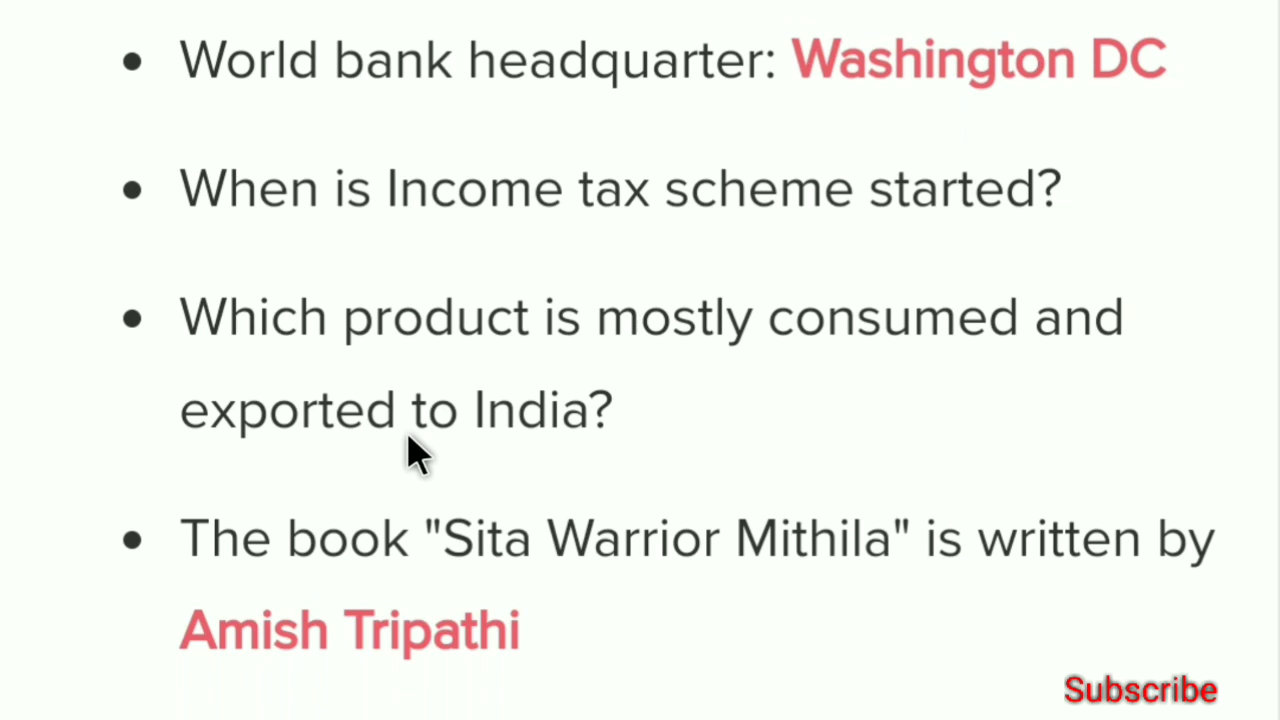 World bank headquarter: Washington DC
When is Income tax scheme started?
Which product is mostly consumed and
exported to India?
The book "Sita Warrior Mithila" is written by
Amish Tripathi
Subscribe